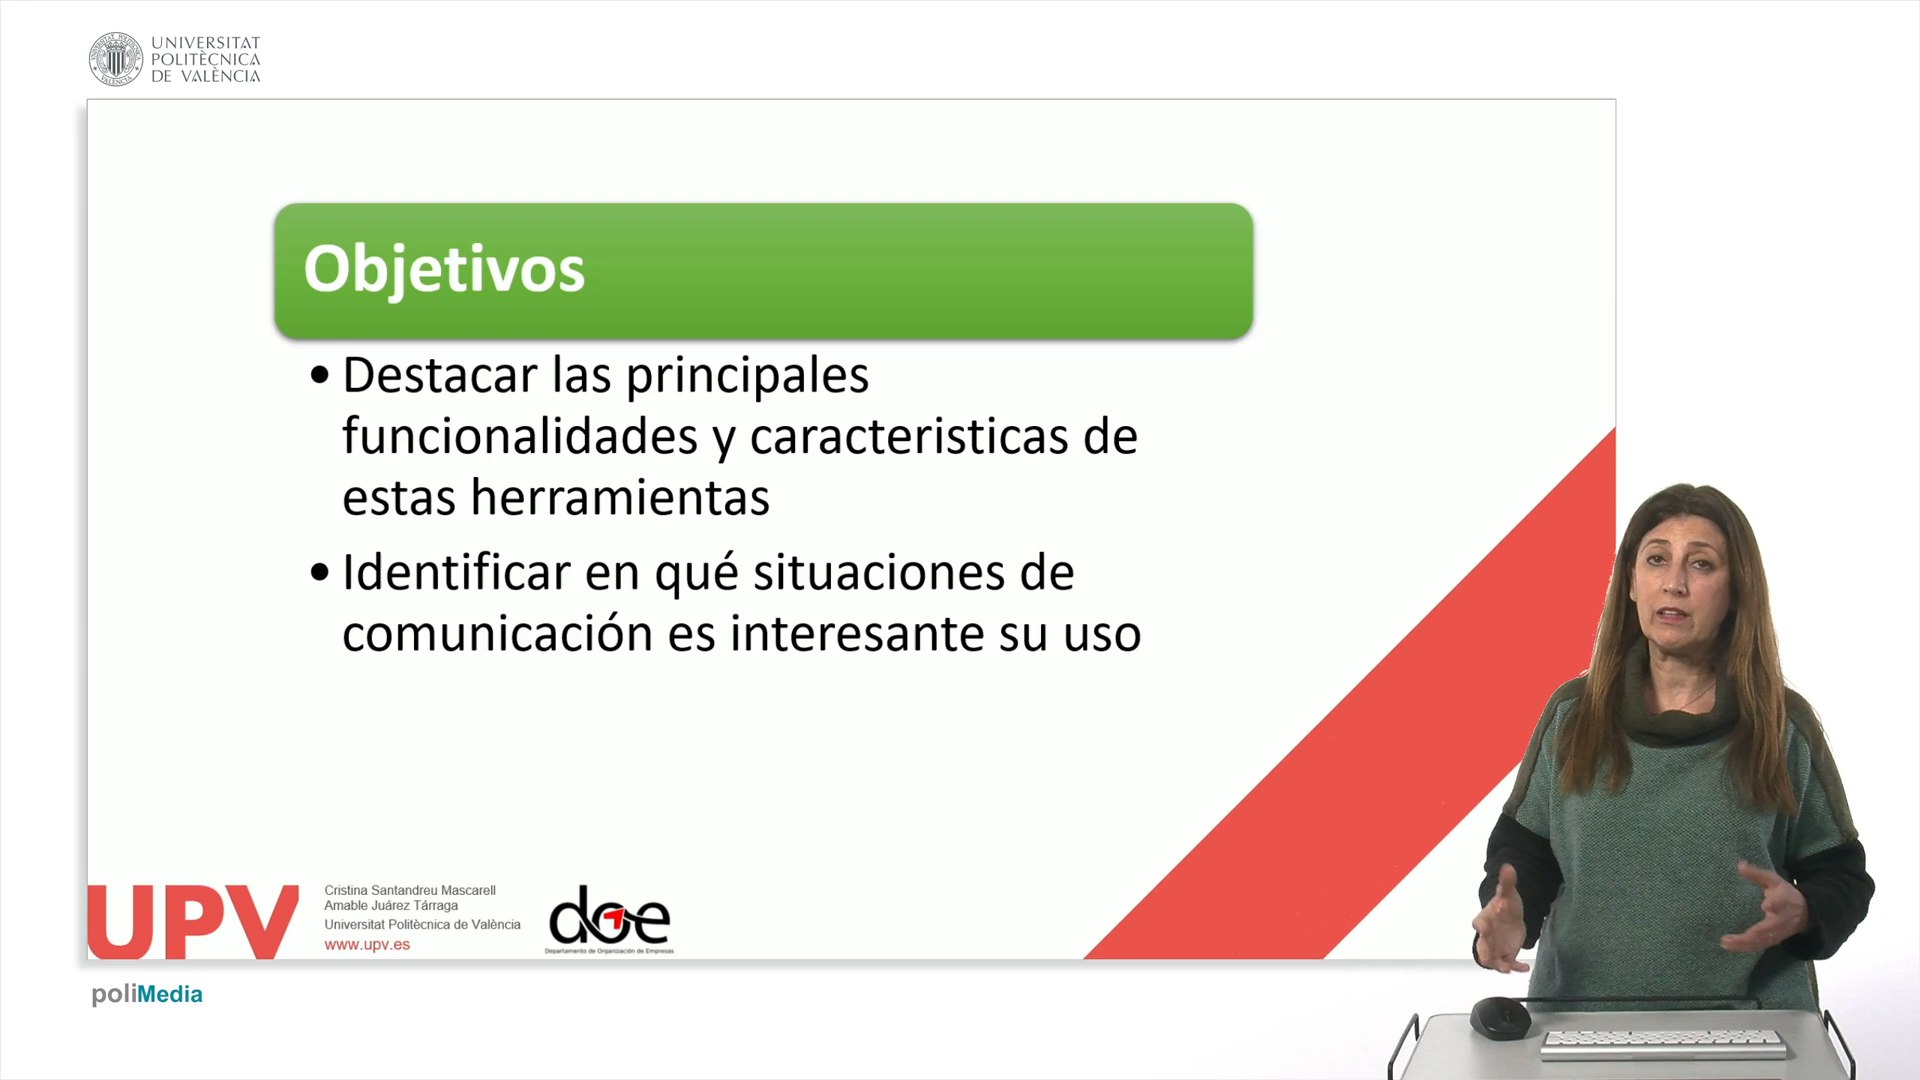 UNIVERSITAT
POLITÈCNICA
DE VALÈNCIA
Objetivos
• Destacar las principales
funcionalidades y caracteristicas de
estas herramientas
• Identificar en qué situaciones de
comunicación es interesante su uso
UPV
Cristina Santandreu Mascarell
Amable Juárez Tárraga
Universitat Politècnica de València
www.upv.es
doe
Departamento de Organización de Empresas
poliMedia